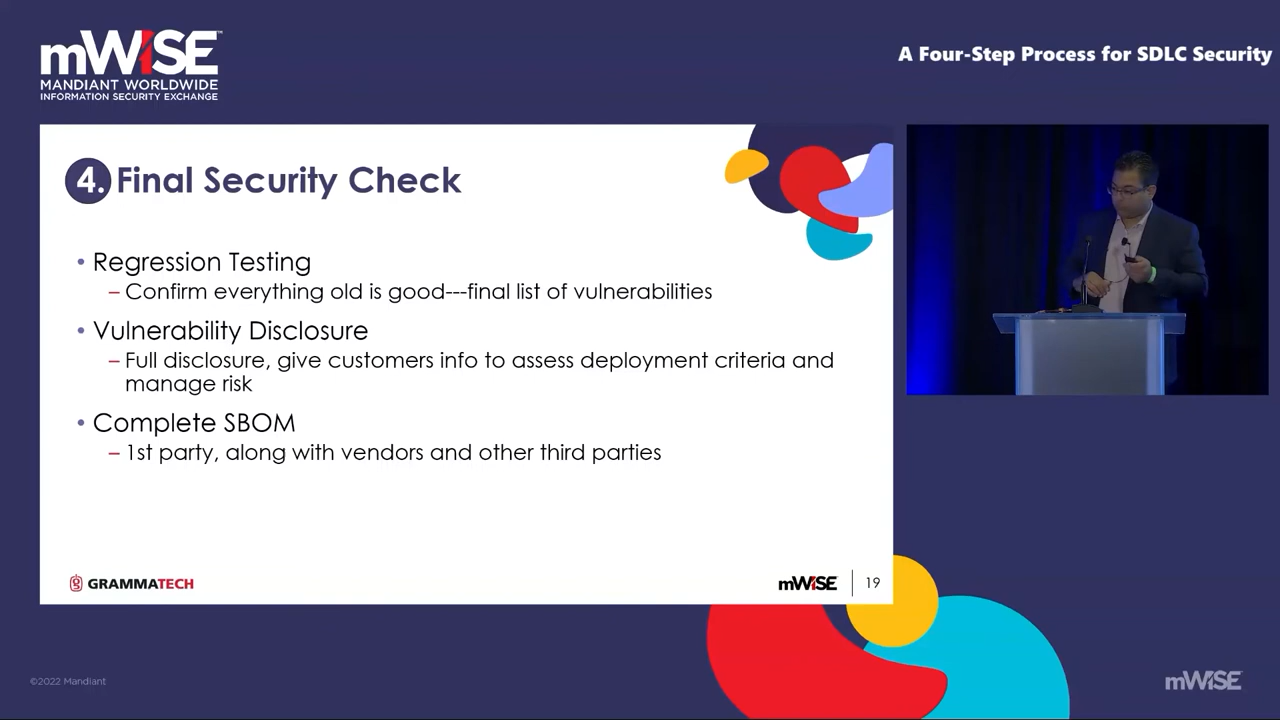 mWISE
MANDIANT WORLDWIDE
INFORMATION SECURITY EXCHANGE
A Four-Step Process for SDLC Security
4. Final Security Check
• Regression Testing
– Confirm everything old is good---final list of vulnerabilities
• Vulnerability Disclosure
– Full disclosure, give customers info to assess deployment criteria and
manage risk
• Complete SBOM
– 1st party, along with vendors and other third parties
GRAMMATECH
mWISE
19
©2022 Mandiant
mWISE